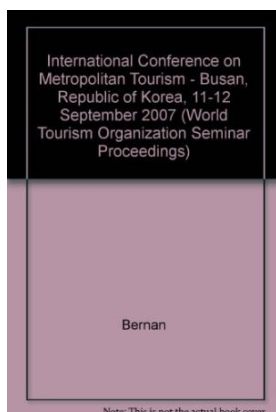 International Conference on
Metropolitan Tourism - Busan,
Republic of Korea, 11-12
September 2007 (World
Tourism Organization Seminar
Proceedings)
Bernan
Note: This is not the actual book cover